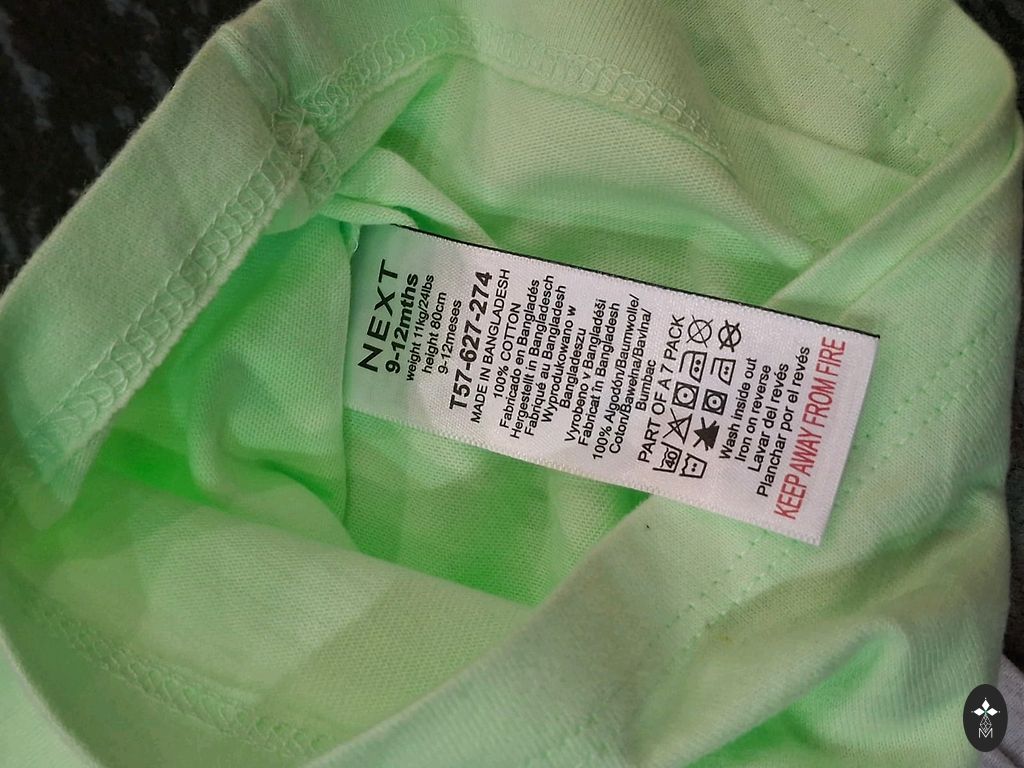 NEXT
9-12mths
weight 11kg/24lbs
height 80cm
9-12meses
T57-627-274
MADE IN BANGLADESH
100% COTTON
Fabricado en Bangladés
Hergestellt in Bangladesch
Fabriqué au Bangladesh
Wyprodukowano w
Bangladeszu
Vyrobeno v Bangladéši
Fabricat în Bangladesh
100% Algodón/Baumwolle/
Coton/Bawełna/Bavlna/
Bumbac
PART OF A 7 PACK
40
Wash inside out
Iron on reverse
Lavar del revés
Planchar por el revés
KEEP AWAY FROM FIRE
M